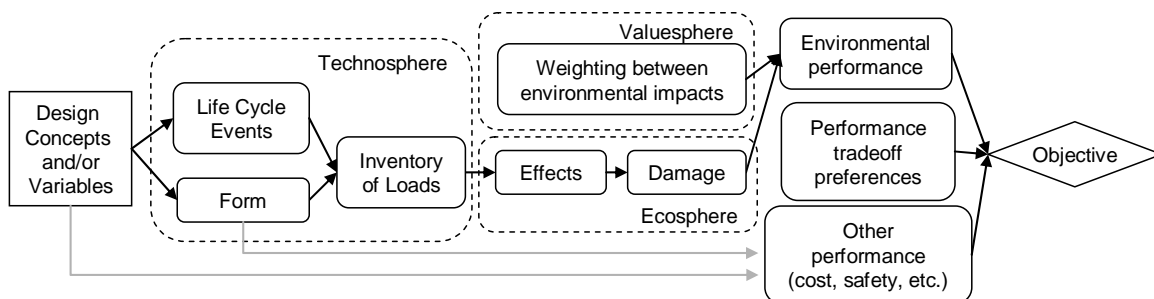 Design
Concepts
and/or
Variables
Technosphere
Life Cycle
Events
Form
Inventory
of Loads
Valuesphere
Weighting between
environmental impacts
Effects
Damage
Ecosphere
Environmental
performance
Performance
tradeoff
preferences
Other
performance
(cost, safety, etc.)
Objective